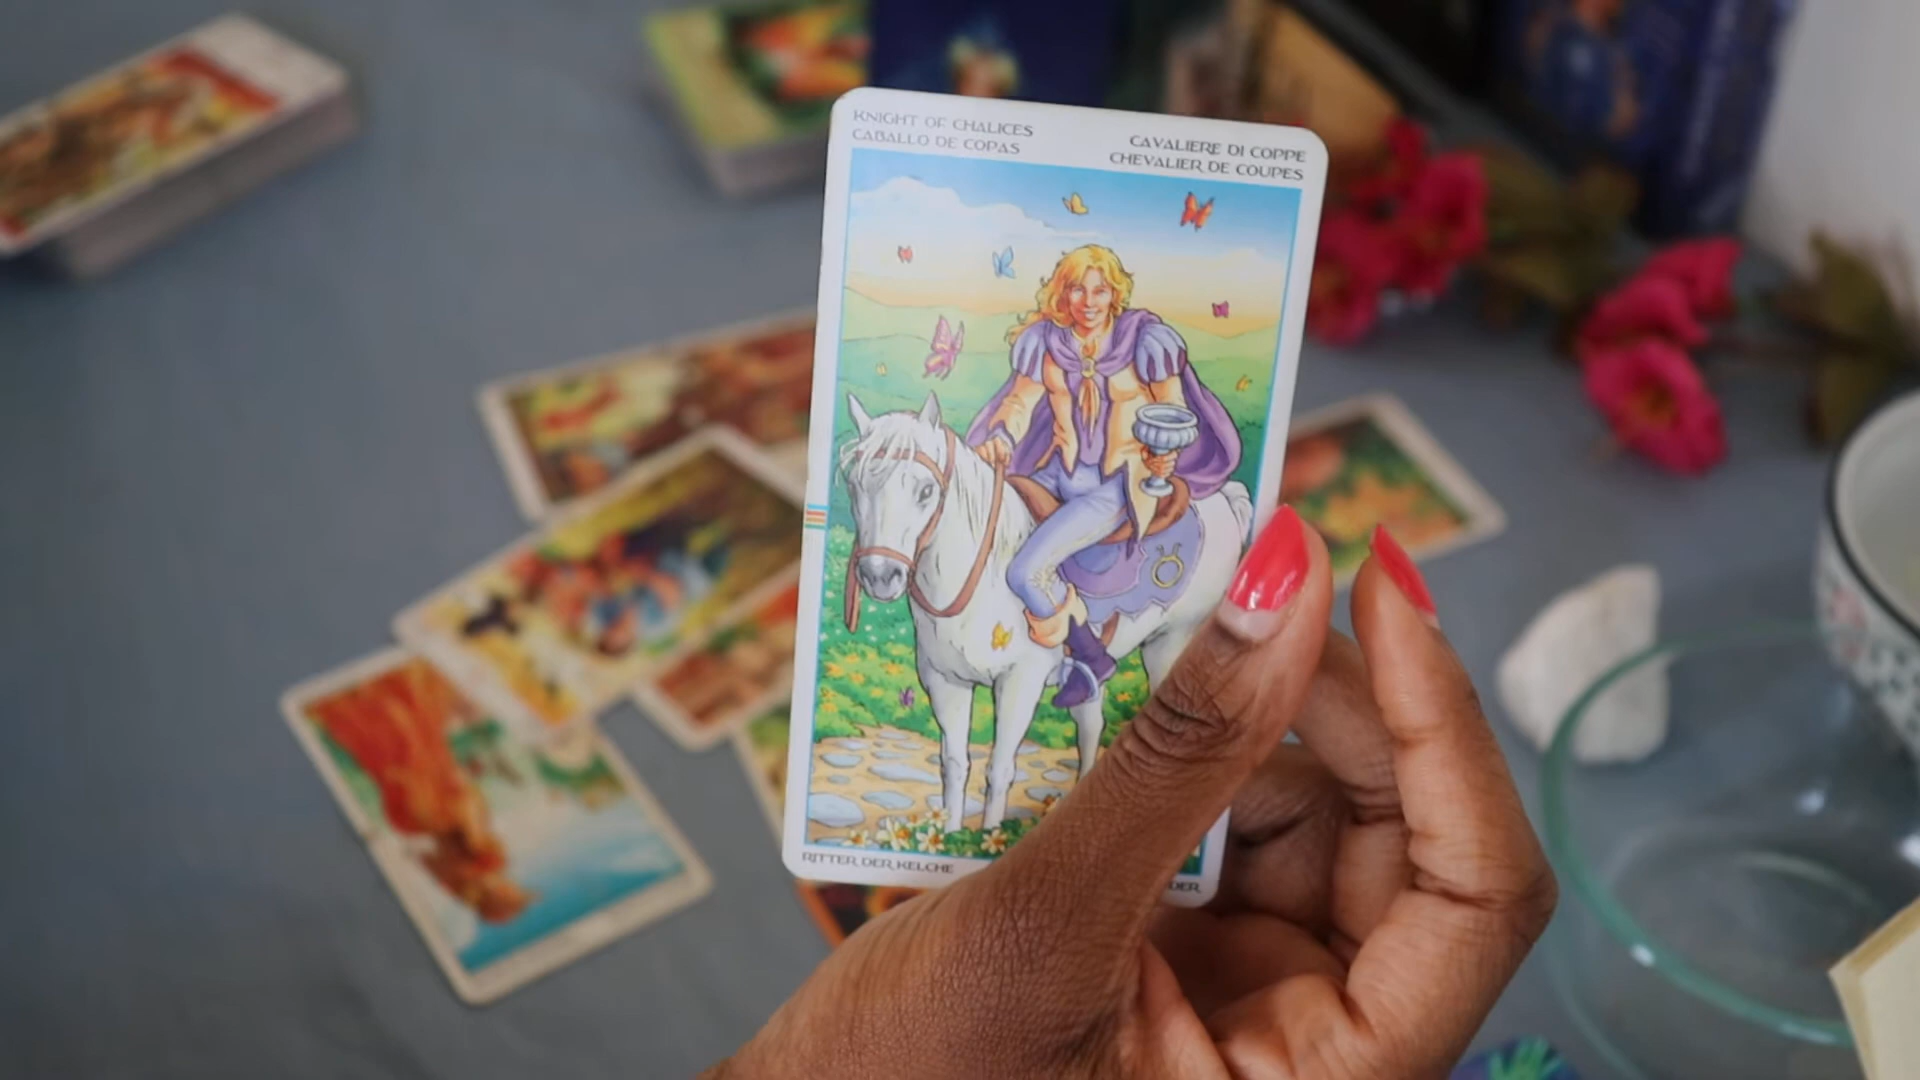 KNIGHT OF CHALICES
CABALLO DE COPAS
CAVALIERE DI COPPE
CHEVALIER DE COUPES
RITTER DER KELCHE